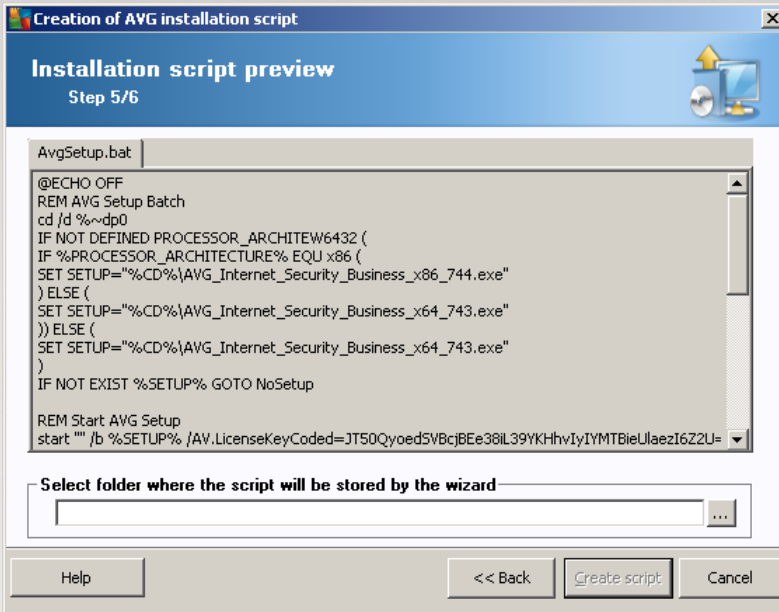 Creation of AVG installation script
Installation script preview
Step 5/6
AvgSetup.bat
@ECHO OFF
REM AVG Setup Batch
cd /d %~dp0
IF NOT DEFINED PROCESSOR_ARCHITEW6432 (
IF %PROCESSOR_ARCHITECTURE% EQU x86 (
SET SETUP="%CD%\AVG_Internet_Security_Business_x86_744.exe"
) ELSE (
SET SETUP="%CD%\AVG_Internet_Security_Business_x64_743.exe"
)) ELSE (
SET SETUP="%CD%\AVG_Internet_Security_Business_x64_743.exe"
)
IF NOT EXIST %SETUP% GOTO NoSetup
REM Start AVG Setup
start "" /b %SETUP% /AV.LicenseKeyCoded=JT50QyoedSVBcjBEe38iL39YKHhvIyIYMTBieUlaezI6Z2U=
Select folder where the script will be stored by the wizard
...
Help
<< Back
Create script
Cancel